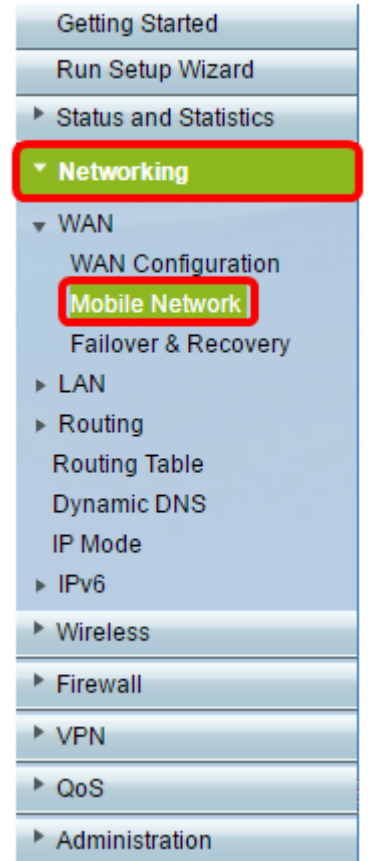 Getting Started
Run Setup Wizard
Status and Statistics
Networking
WAN
WAN Configuration
Mobile Network
Failover & Recovery
LAN
Routing
Routing Table
Dynamic DNS
IP Mode
IPv6
Wireless
Firewall
VPN
QoS
Administration